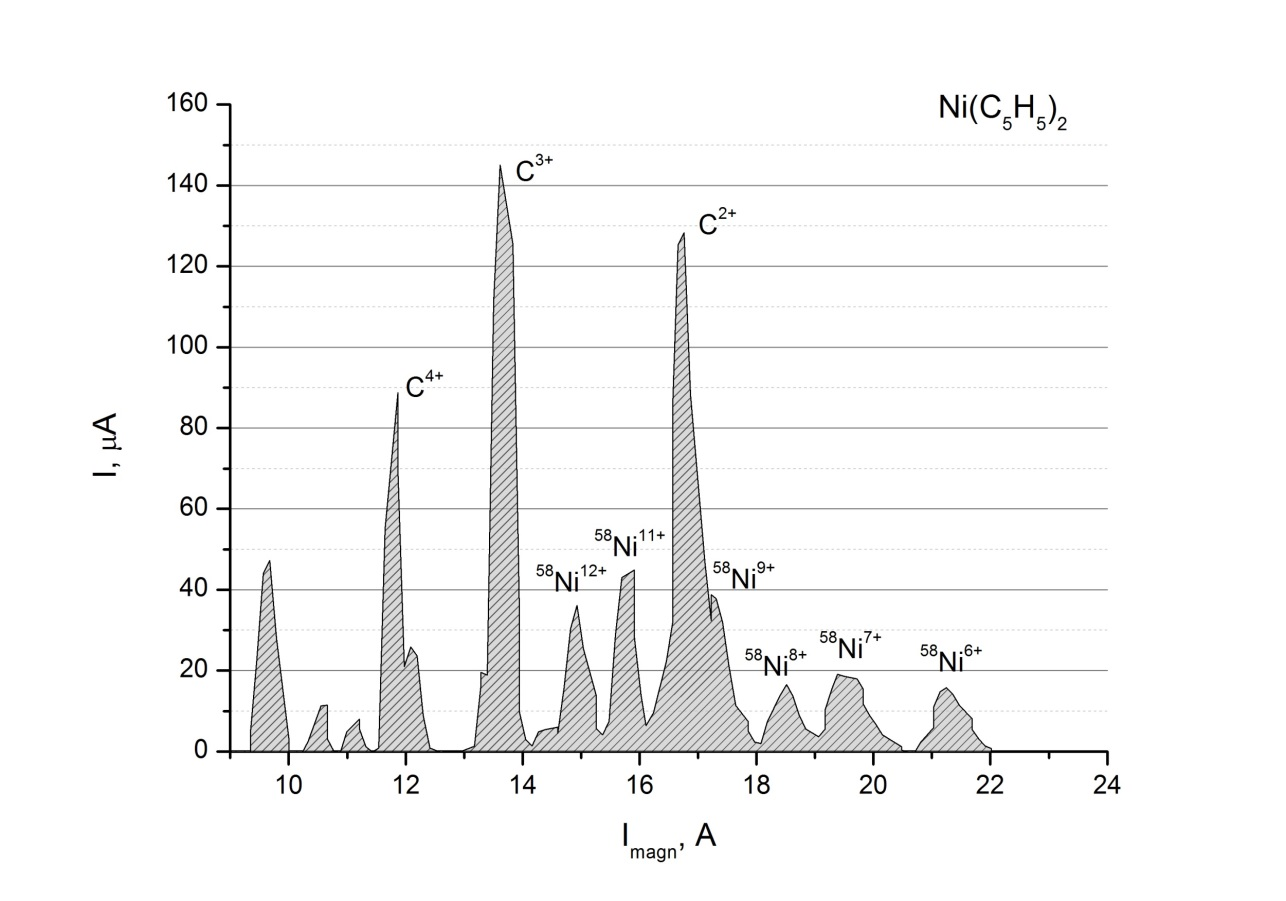 Ni(C₅H₅)₂
160
140
120
100
80
60
40
20
0
I, μA
C³⁺
C²⁺
C⁴⁺
⁵⁸Ni¹¹⁺
⁵⁸Ni¹²⁺
⁵⁸Ni⁹⁺
⁵⁸Ni⁸⁺
⁵⁸Ni⁷⁺
⁵⁸Ni⁶⁺
10 12 14 16 18 20 22 24
Iₘₐgₙ, A